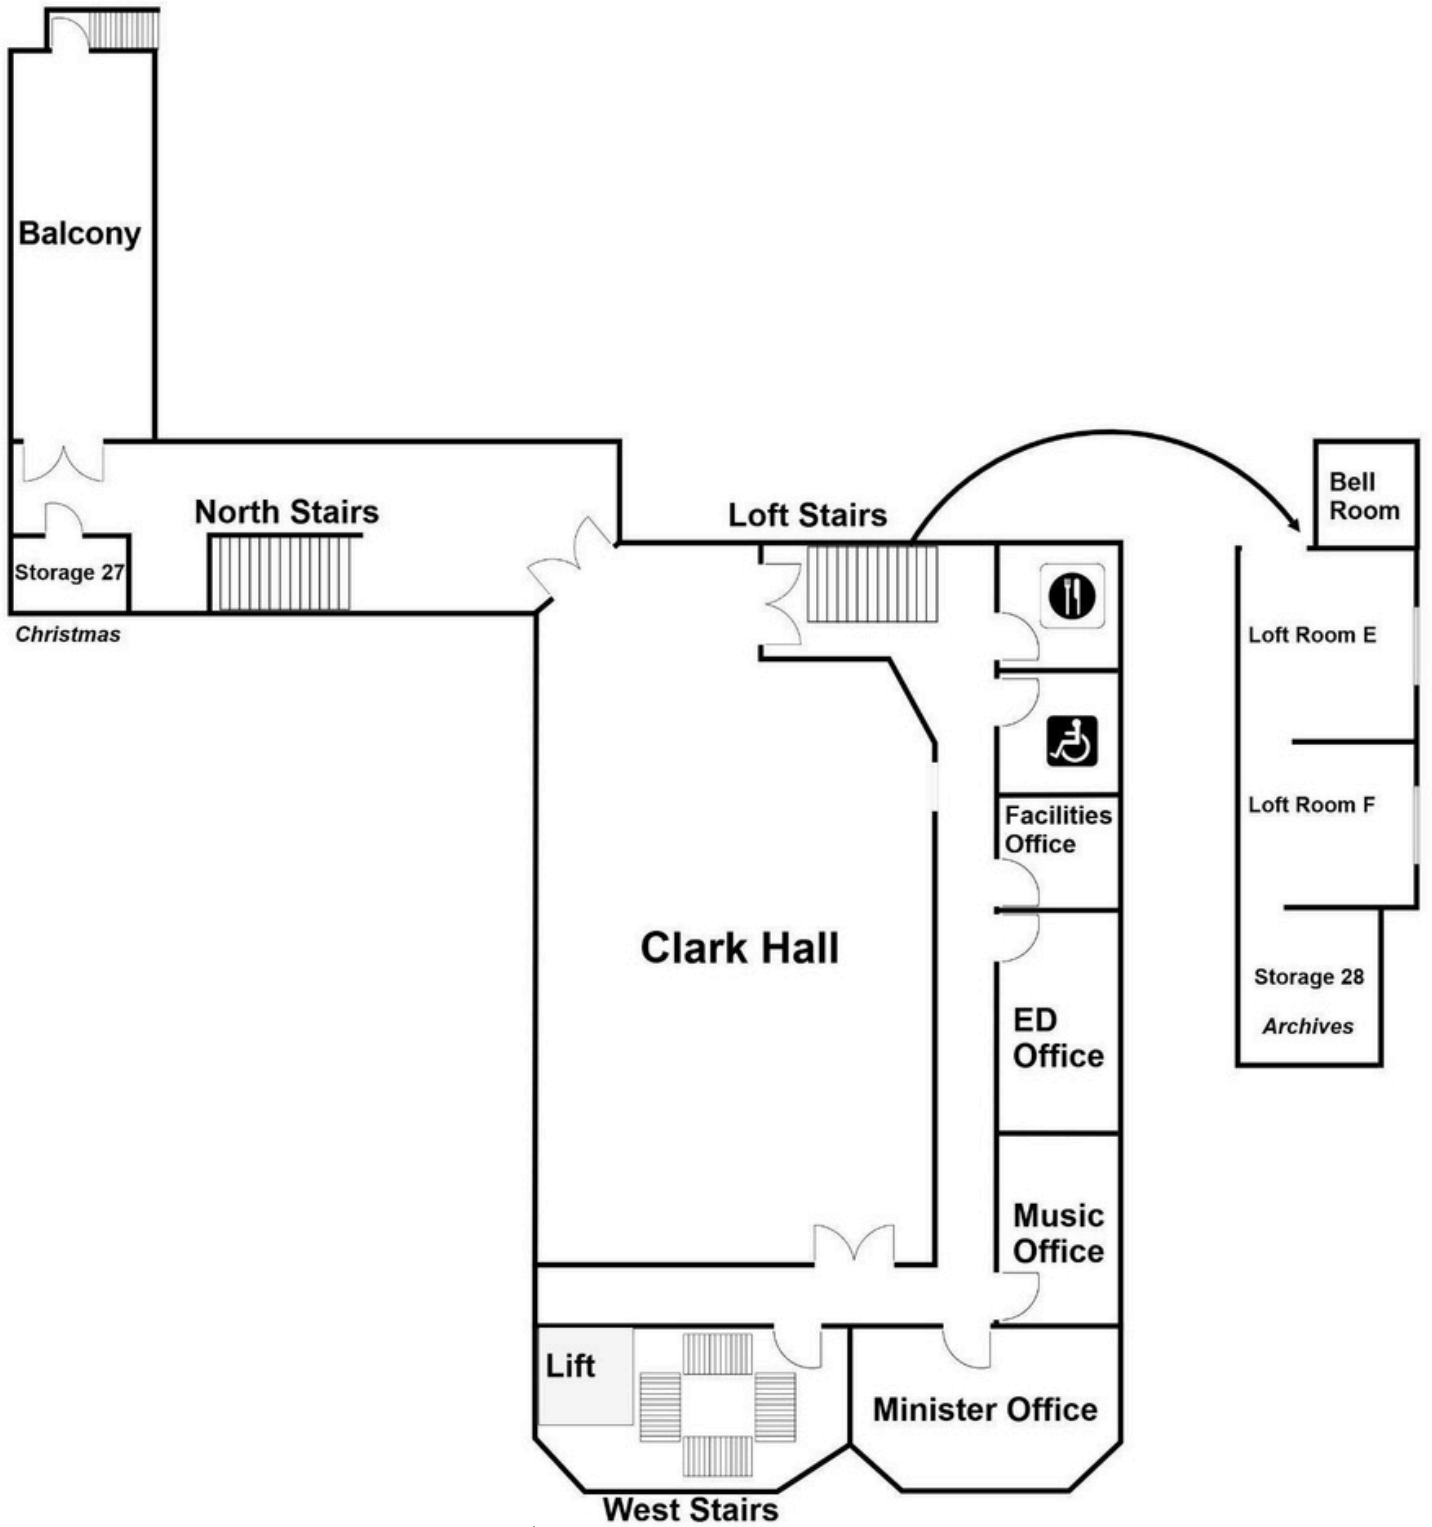 Balcony
North Stairs
Storage 27
Christmas
Loft Stairs
Bell
Room
Loft Room E
Loft Room F
Facilities
Office
Clark Hall
Storage 28
Archives
ED
Office
Music
Office
Lift
Minister Office
West Stairs